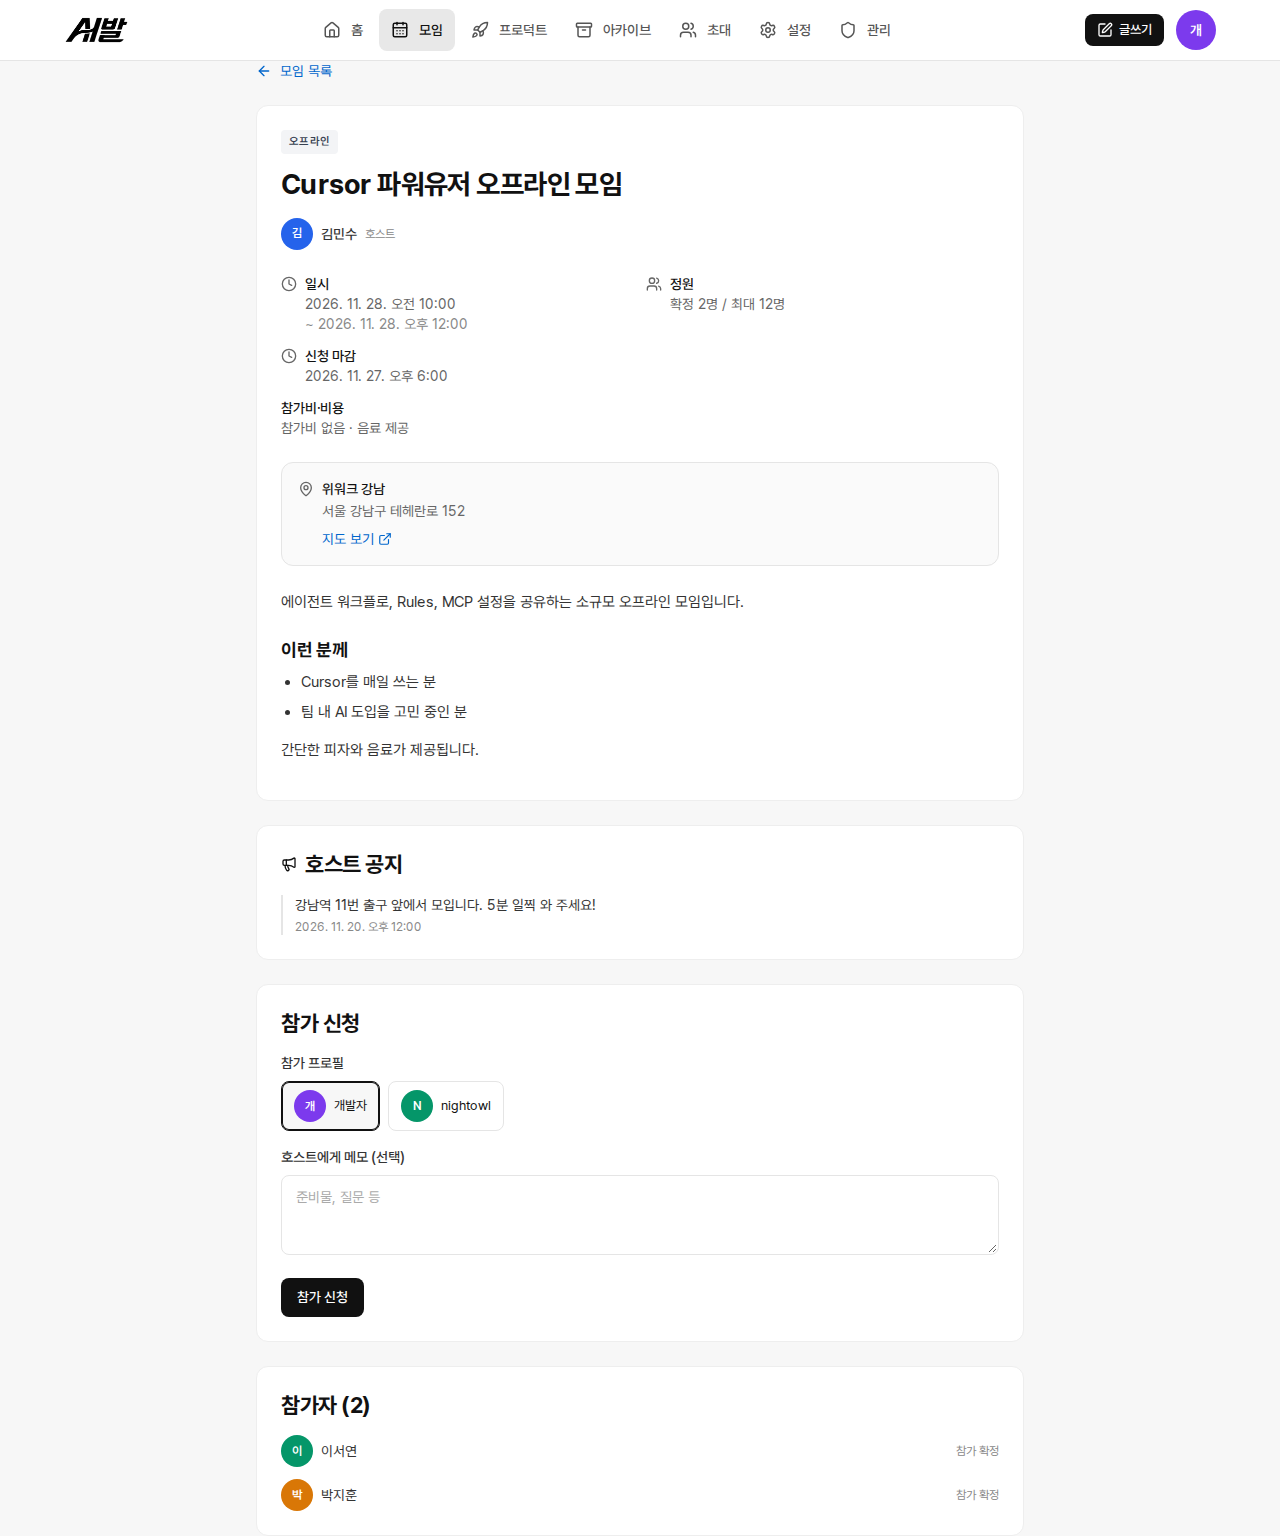 AI발
홈
모임
프로덕트
아카이브
초대
설정
관리
글쓰기
개
모임 목록
오프라인
Cursor 파워유저 오프라인 모임
김
김민수 호스트
일시
2026. 11. 28. 오전 10:00
~ 2026. 11. 28. 오후 12:00
정원
확정 2명 / 최대 12명
신청 마감
2026. 11. 27. 오후 6:00
참가비·비용
참가비 없음 · 음료 제공
위워크 강남
서울 강남구 테헤란로 152
지도 보기
에이전트 워크플로, Rules, MCP 설정을 공유하는 소규모 오프라인 모임입니다.
이런 분께
• Cursor를 매일 쓰는 분
• 팀 내 AI 도입을 고민 중인 분
간단한 피자와 음료가 제공됩니다.
호스트 공지
강남역 11번 출구 앞에서 모입니다. 5분 일찍 와 주세요!
2026. 11. 20. 오후 12:00
참가 신청
참가 프로필
개 개발자
N nightowl
호스트에게 메모 (선택)
준비물, 질문 등
참가 신청
참가자 (2)
이 이서연 참가 확정
박 박지훈 참가 확정